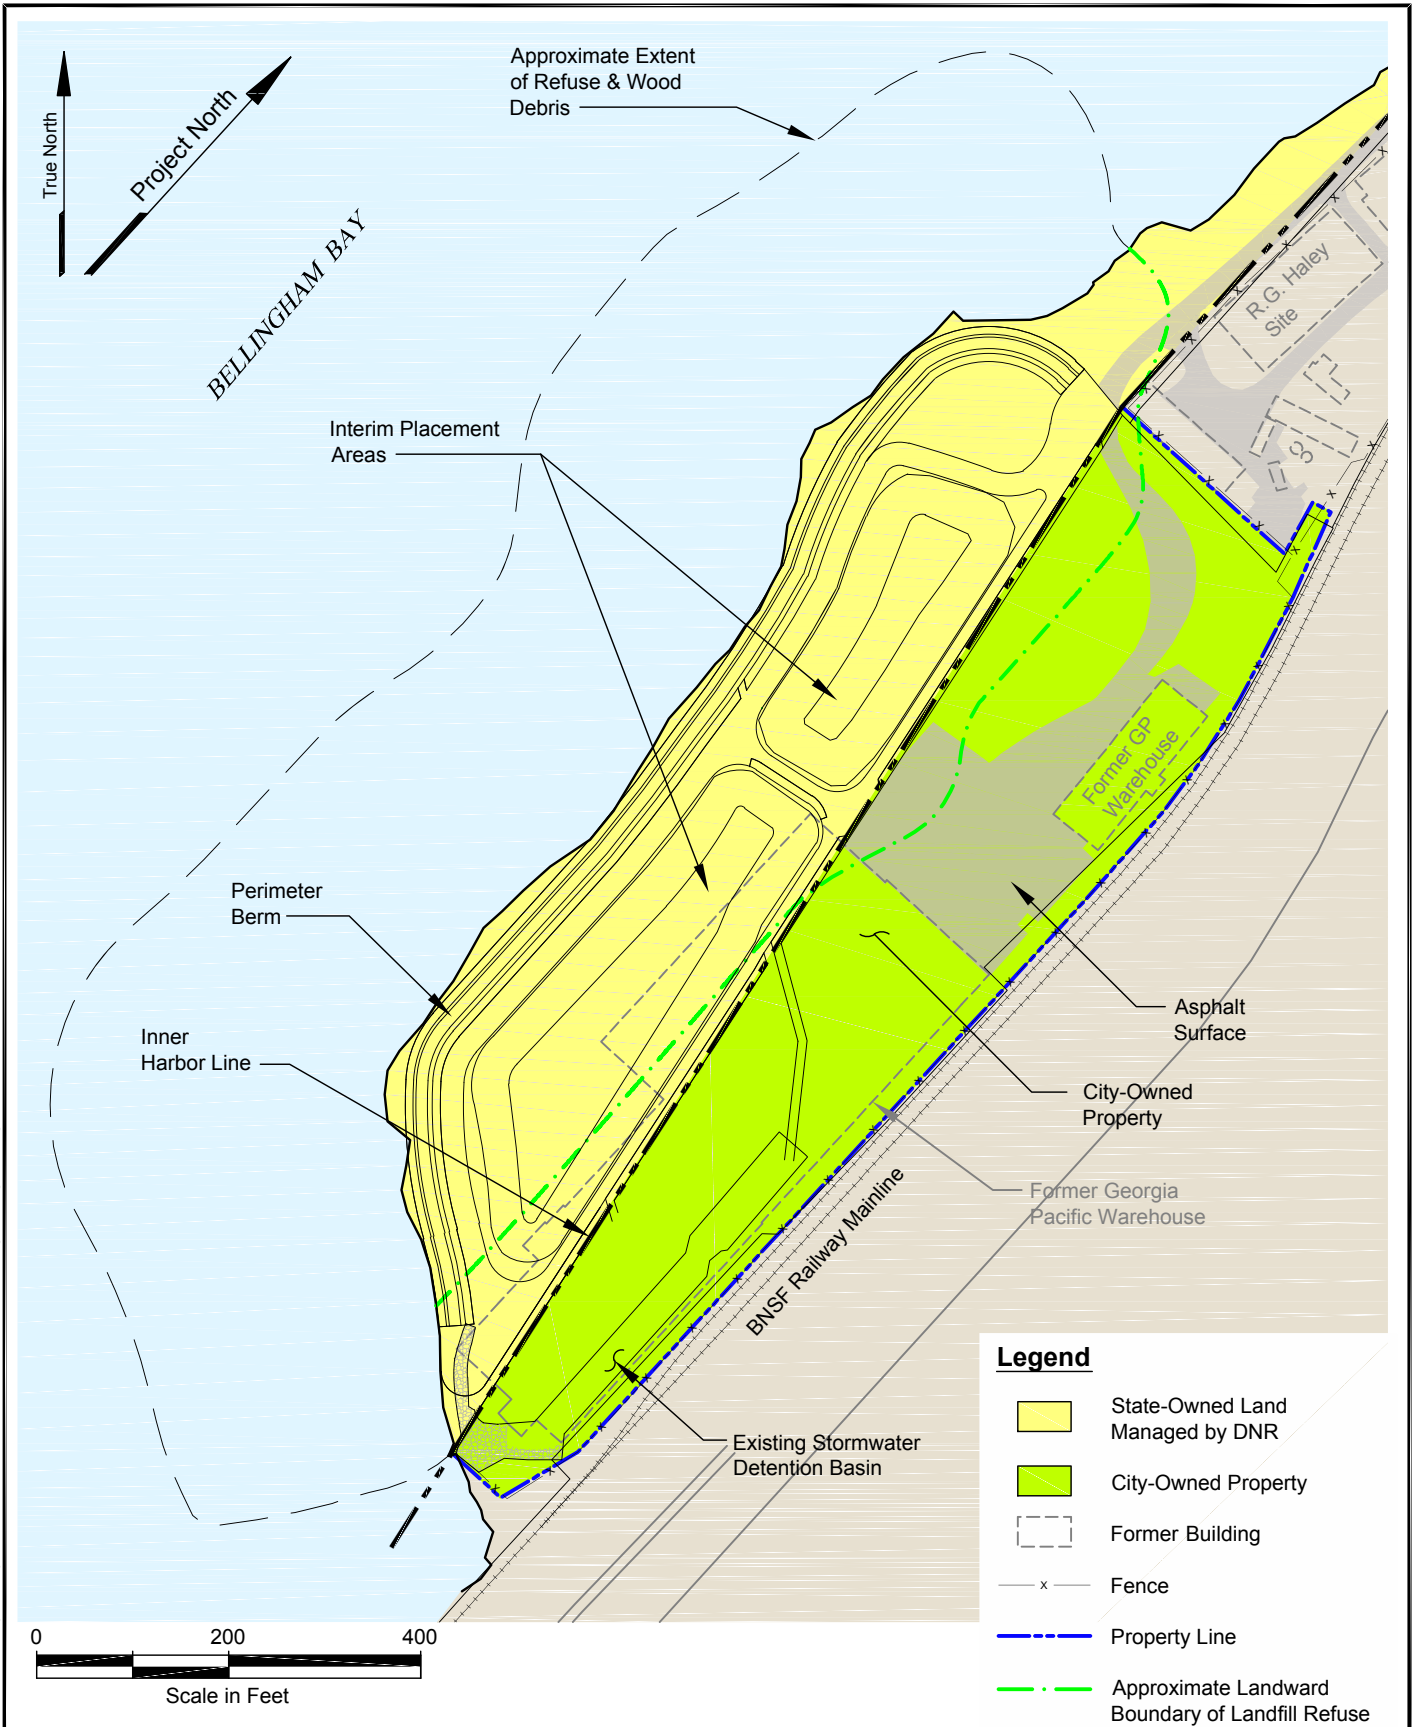 Approximate Extent
of Refuse & Wood
Debris
True North
Project North
BELLINGHAM BAY
R.G. Haley
Site
Interim Placement
Areas
Former GP
Warehouse
Perimeter
Berm
Asphalt
Surface
Inner
Harbor Line
City-Owned
Property
Former Georgia
Pacific Warehouse
BNSF Railway Mainline
Existing Stormwater
Detention Basin
Legend
State-Owned Land
Managed by DNR
City-Owned Property
Former Building
x Fence
Property Line
Approximate Landward
Boundary of Landfill Refuse
0 200 400
Scale in Feet